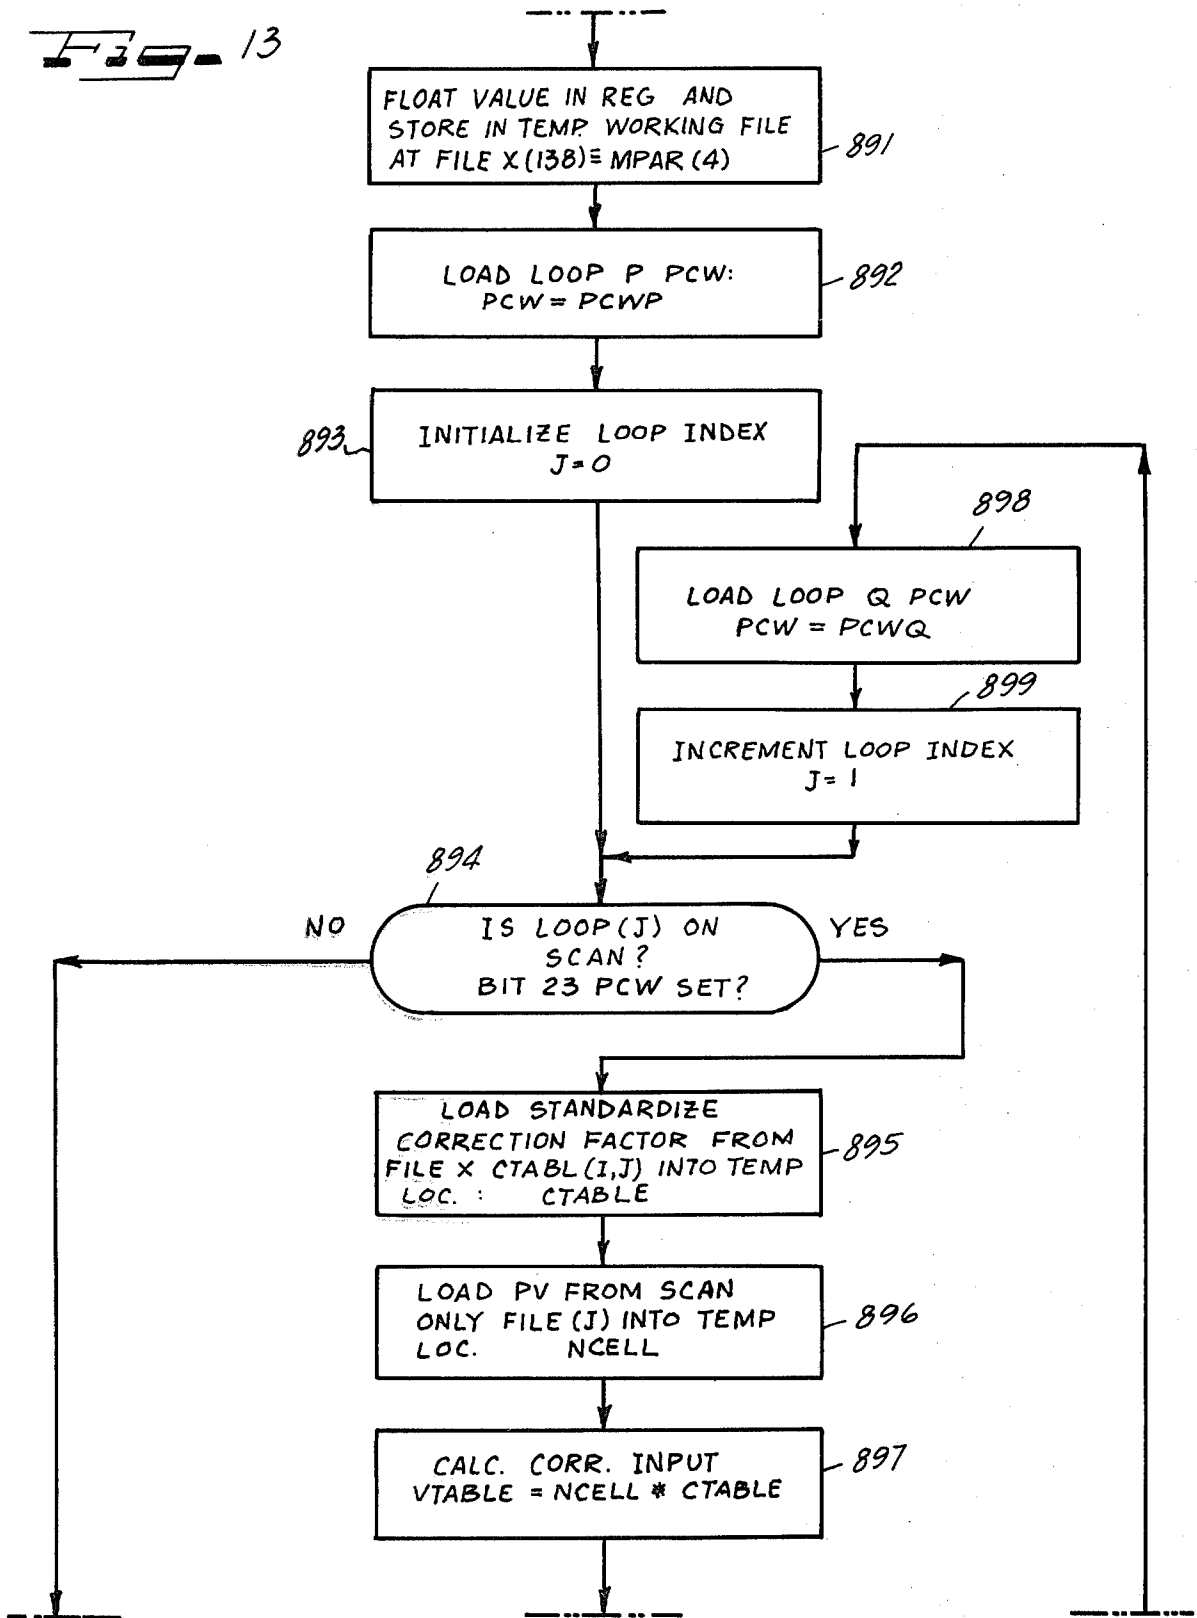 Fig. 13
FLOAT VALUE IN REG AND
STORE IN TEMP. WORKING FILE
AT FILE X(138)≡ MPAR(4)
891
LOAD LOOP P PCW:
PCW = PCWP
892
INITIALIZE LOOP INDEX
J=0
893
898
LOAD LOOP Q PCW
PCW = PCWQ
899
INCREMENT LOOP INDEX
J= 1
894
NO
IS LOOP(J) ON
SCAN?
BIT 23 PCW SET?
YES
LOAD STANDARDIZE
CORRECTION FACTOR FROM
FILE X CTABL(I,J) INTO TEMP
LOC. : CTABLE
895
LOAD PV FROM SCAN
ONLY FILE(J) INTO TEMP
LOC. NCELL
896
CALC. CORR. INPUT
VTABLE = NCELL * CTABLE
897